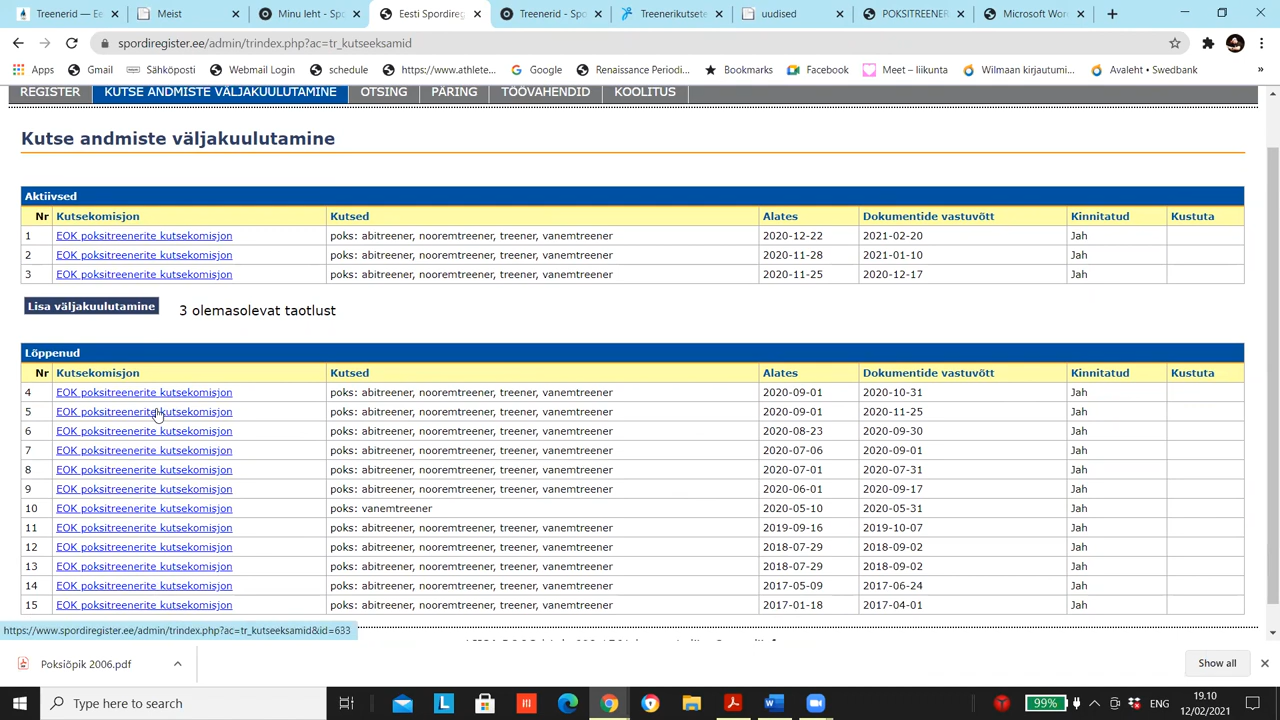 Treenerid — Ees
Meist
Minu leht - Spo
Eesti Spordireg
Teenerid - Spo
Treenerikutsete
uudised
POKSITREENER
Microsoft Wor
spordiregister.ee/admin/trindex.php?ac=tr_kutseeksamid
Apps Gmail Sähköposti Webmail Login schedule https://www.athlete... Google Renaissance Periodi... Bookmarks Facebook Meet – liikunta Wilmaan kirjautumi... Avaleht • Swedbank »
REGISTER KUTSE ANDMISTE VÄLJAKUULUTAMINE OTSING PÄRING TÖÖVAHENDID KOOLITUS
Kutse andmiste väljakuulutamine
Aktiivsed
Nr Kutsekomisjon Kutsed Alates Dokumentide vastuvõtt Kinnitatud Kustuta
1 EOK poksitreenerite kutsekomisjon poks: abitreener, nooremtreener, treener, vanemtreener 2020-12-22 2021-02-20 Jah
2 EOK poksitreenerite kutsekomisjon poks: abitreener, nooremtreener, treener, vanemtreener 2020-11-28 2021-01-10 Jah
3 EOK poksitreenerite kutsekomisjon poks: abitreener, nooremtreener, treener, vanemtreener 2020-11-25 2020-12-17 Jah
Lisa väljakuulutamine 3 olemasolevat taotlust
Lõppenud
Nr Kutsekomisjon Kutsed Alates Dokumentide vastuvõtt Kinnitatud Kustuta
4 EOK poksitreenerite kutsekomisjon poks: abitreener, nooremtreener, treener, vanemtreener 2020-09-01 2020-10-31 Jah
5 EOK poksitreenerite kutsekomisjon poks: abitreener, nooremtreener, treener, vanemtreener 2020-09-01 2020-11-25 Jah
6 EOK poksitreenerite kutsekomisjon poks: abitreener, nooremtreener, treener, vanemtreener 2020-08-23 2020-09-30 Jah
7 EOK poksitreenerite kutsekomisjon poks: abitreener, nooremtreener, treener, vanemtreener 2020-07-06 2020-09-01 Jah
8 EOK poksitreenerite kutsekomisjon poks: abitreener, nooremtreener, treener, vanemtreener 2020-07-01 2020-07-31 Jah
9 EOK poksitreenerite kutsekomisjon poks: abitreener, nooremtreener, treener, vanemtreener 2020-06-01 2020-09-17 Jah
10 EOK poksitreenerite kutsekomisjon poks: vanemtreener 2020-05-10 2020-05-31 Jah
11 EOK poksitreenerite kutsekomisjon poks: abitreener, nooremtreener, treener, vanemtreener 2019-09-16 2019-10-07 Jah
12 EOK poksitreenerite kutsekomisjon poks: abitreener, nooremtreener, treener, vanemtreener 2018-07-29 2018-09-02 Jah
13 EOK poksitreenerite kutsekomisjon poks: abitreener, nooremtreener, treener, vanemtreener 2018-07-29 2018-09-02 Jah
14 EOK poksitreenerite kutsekomisjon poks: abitreener, nooremtreener, treener, vanemtreener 2017-05-09 2017-06-24 Jah
15 EOK poksitreenerite kutsekomisjon poks: abitreener, nooremtreener, treener, vanemtreener 2017-01-18 2017-04-01 Jah
https://www.spordiregister.ee/admin/trindex.php?ac=tr_kutseeksamid&id=633
Poksiõpik 2006.pdf Show all
Type here to search 99% ENG 19.10
12/02/2021